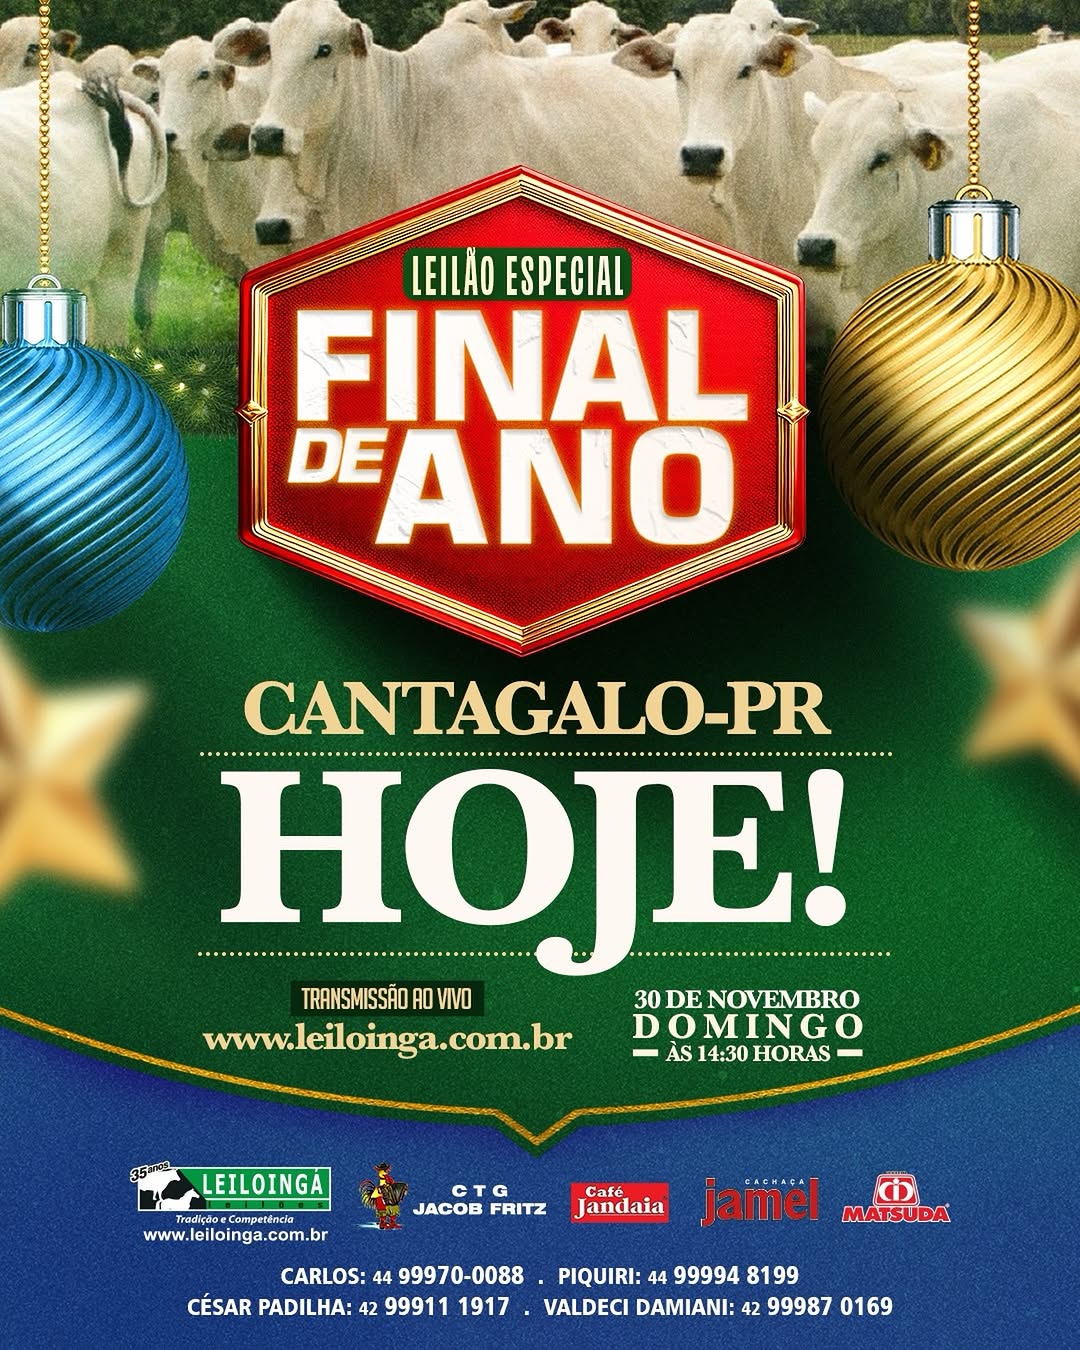 LEILÃO ESPECIAL
FINAL
DE ANO
CANTAGALO-PR
HOJE!
TRANSMISSÃO AO VIVO
www.leiloinga.com.br
30 DE NOVEMBRO
DOMINGO
ÀS 14:30 HORAS
35 anos
LEILOINGÁ
leilões
Tradição e Competência
www.leiloinga.com.br
CTG
JACOB FRITZ
Café
Jandaia
CACHAÇA
jamel
MATSUDA
CARLOS: 44 99970-0088 . PIQUIRI: 44 99994 8199
CÉSAR PADILHA: 42 99911 1917 . VALDECI DAMIANI: 42 99987 0169